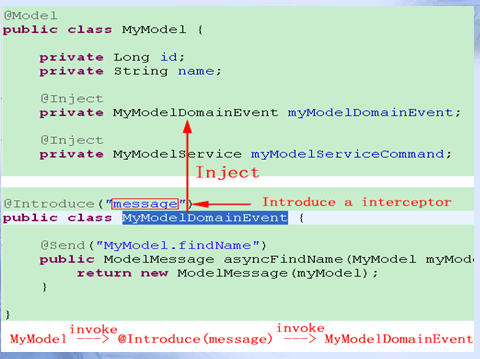 @Model
public class MyModel {
private Long id;
private String name;
@Inject
private MyModelDomainEvent myModelDomainEvent;
@Inject
private MyModelService myModelServiceCommand;
Inject
@Introduce("message") Introduce a interceptor
public class MyModelDomainEvent {
@Send("MyModel.findName")
public ModelMessage asyncFindName(MyModel myMode
return new ModelMessage(myModel);
}
}
invoke invoke
MyModel ---> @Introduce(message) ---> MyModelDomainEvent